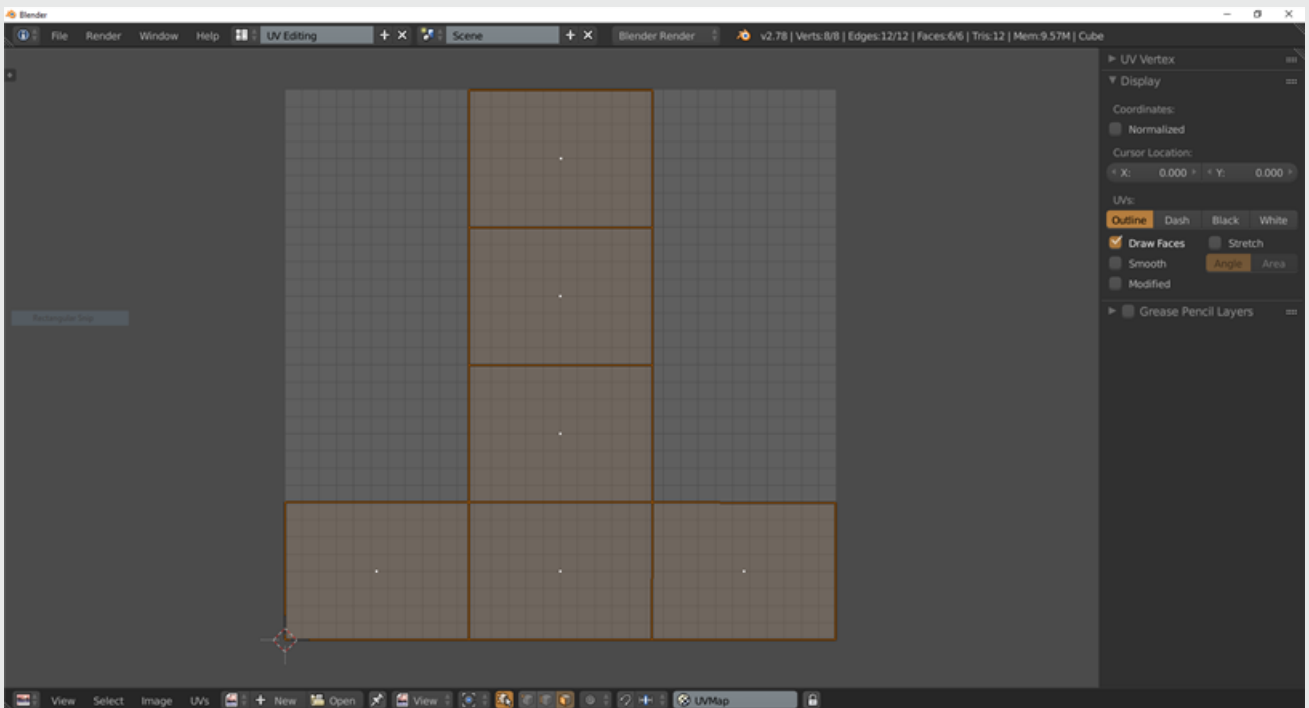 Blender
File Render Window Help UV Editing Scene Blender Render v2.78 | Verts:8/8 | Edges:12/12 | Faces:6/6 | Tris:12 | Mem:9.57M | Cube
UV Vertex
Display
Coordinates:
Normalized
Cursor Location:
X: 0.000 Y: 0.000
UVs:
Outline Dash Black White
Draw Faces Stretch
Smooth Angle Area
Modified
Grease Pencil Layers
Rectangular Snip
View Select Image UVs New Open View UVMap